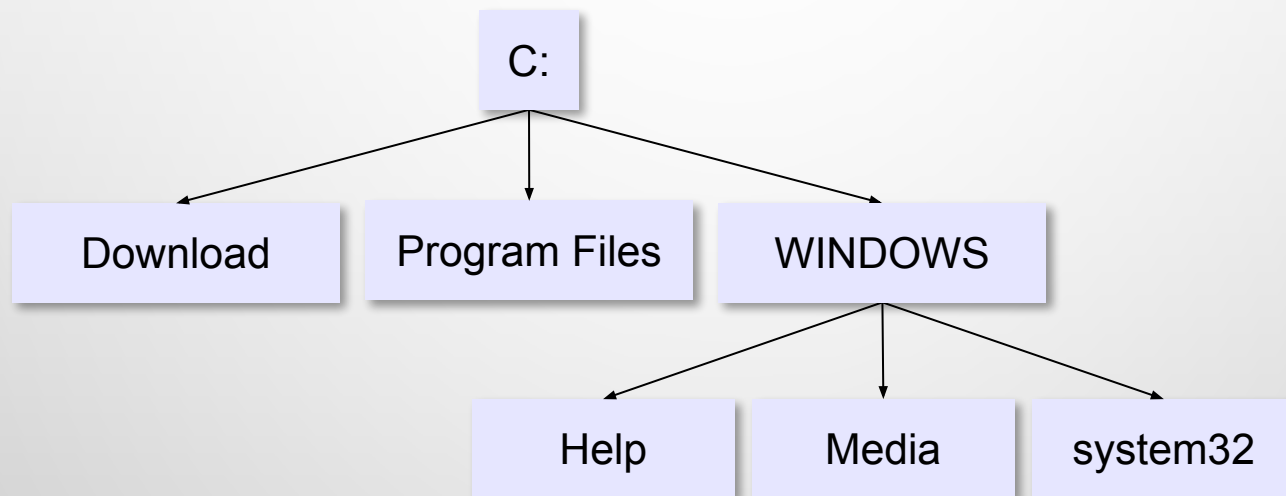 C:
Download
Program Files
WINDOWS
Help
Media
system32